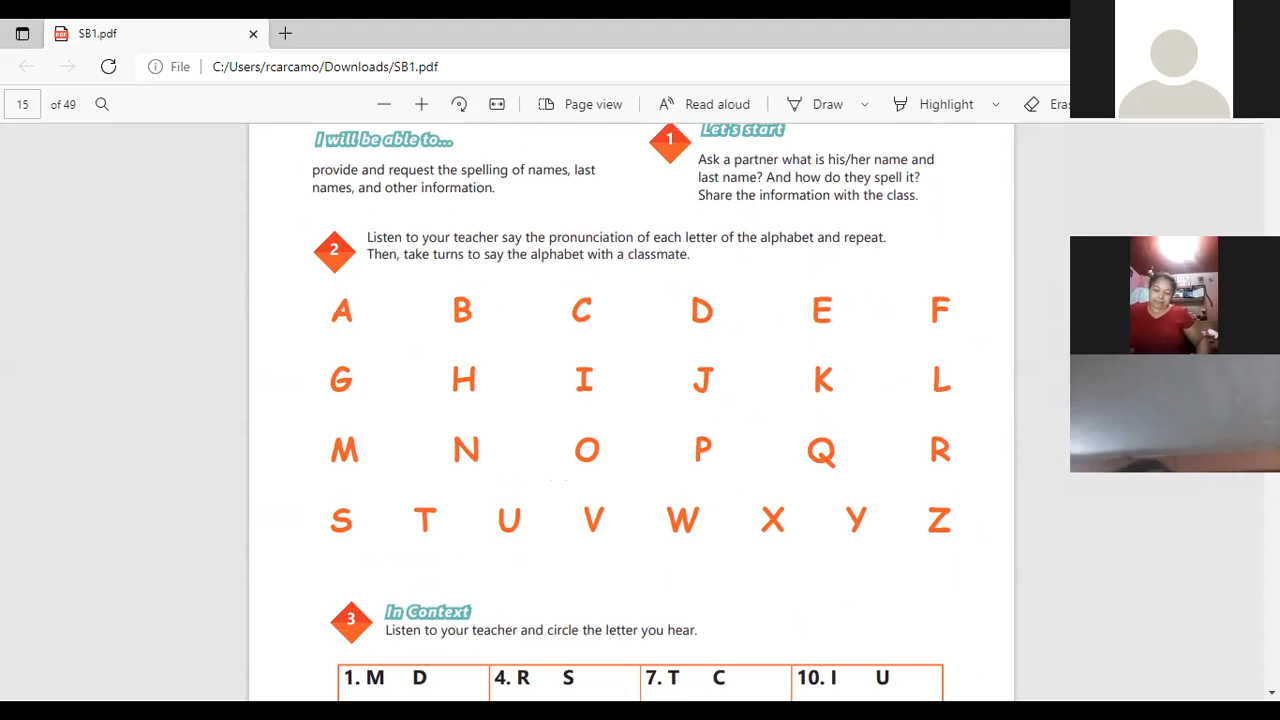 SB1.pdf
File C:/Users/rcarcamo/Downloads/SB1.pdf
15 of 49 Page view Read aloud Draw Highlight
I will be able to...
provide and request the spelling of names, last
names, and other information.
1 Let's start
Ask a partner what is his/her name and
last name? And how do they spell it?
Share the information with the class.
2 Listen to your teacher say the pronunciation of each letter of the alphabet and repeat.
Then, take turns to say the alphabet with a classmate.
A B C D E F
G H I J K L
M N O P Q R
S T U V W X Y Z
3 In Context
Listen to your teacher and circle the letter you hear.
1. M D 4. R S 7. T C 10. I U